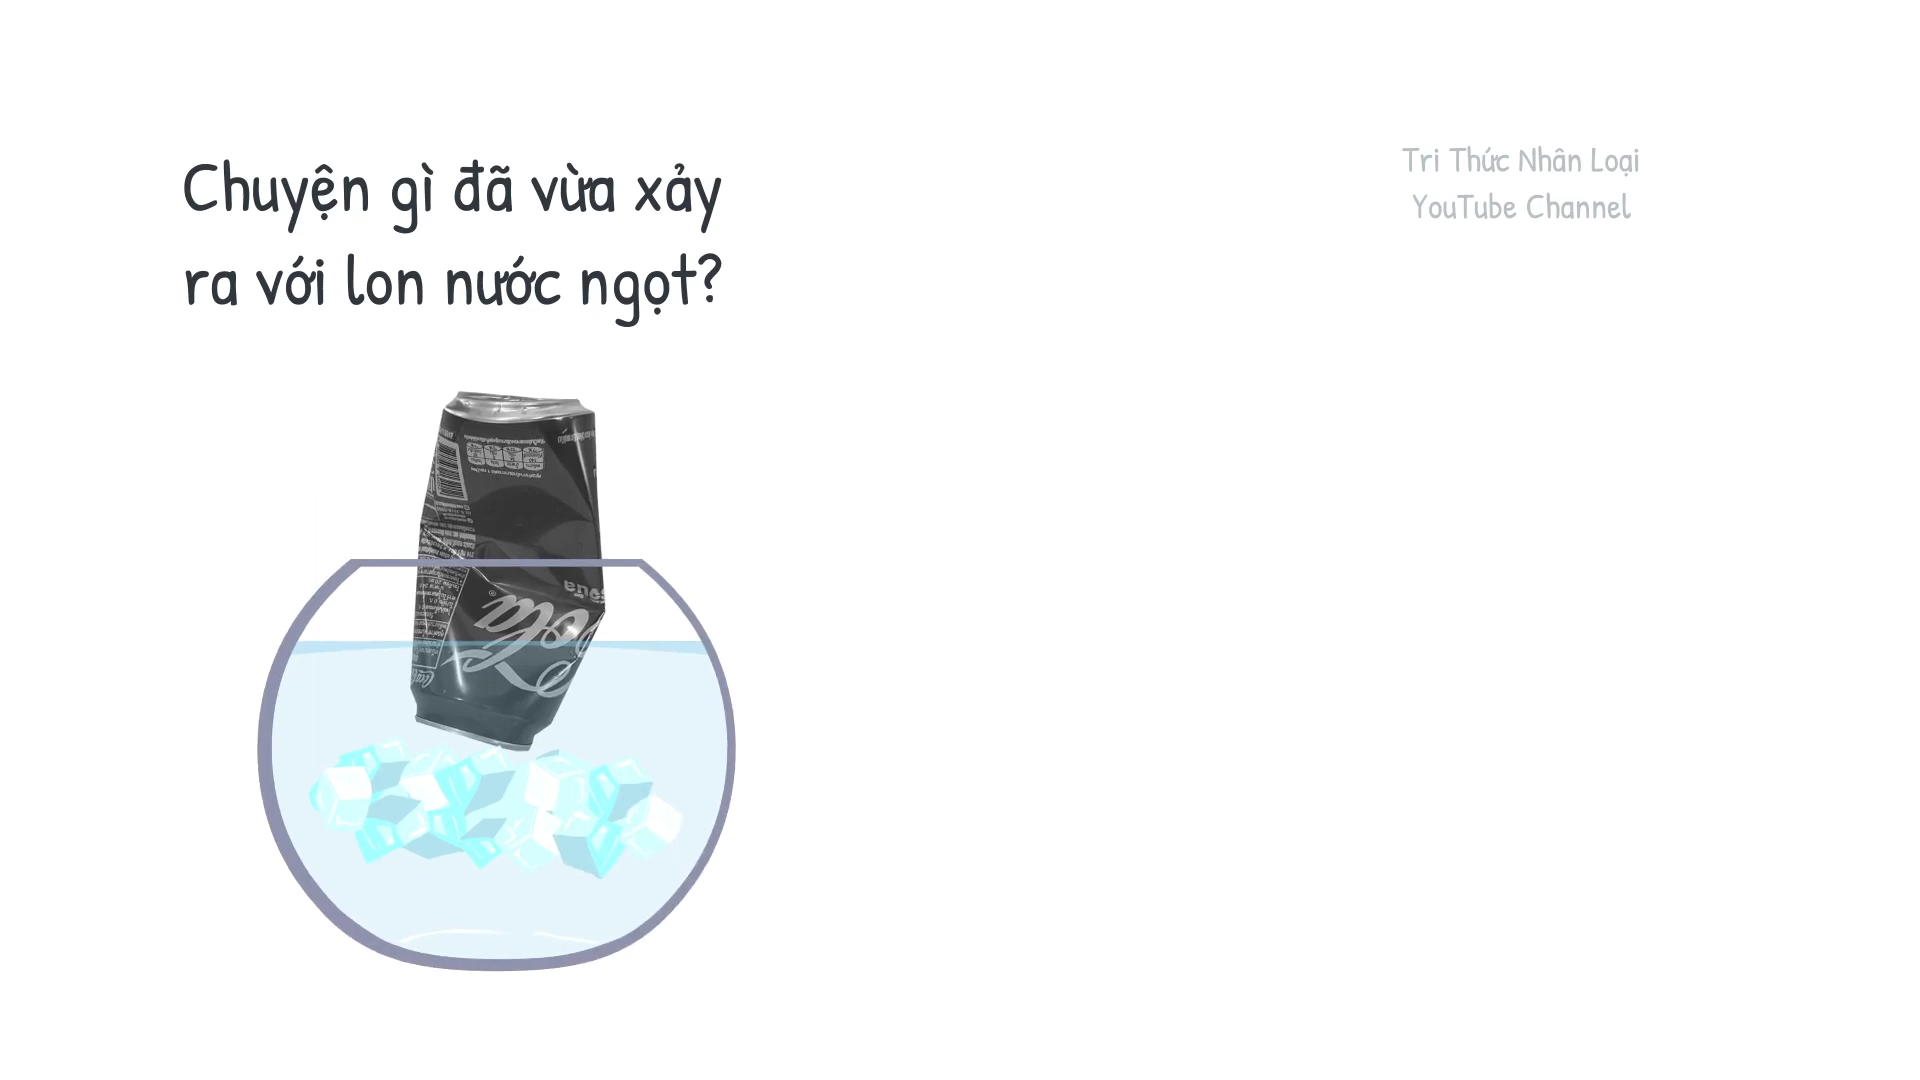 Chuyện gì đã vừa xảy
ra với lon nước ngọt?
Tri Thức Nhân Loại
YouTube Channel